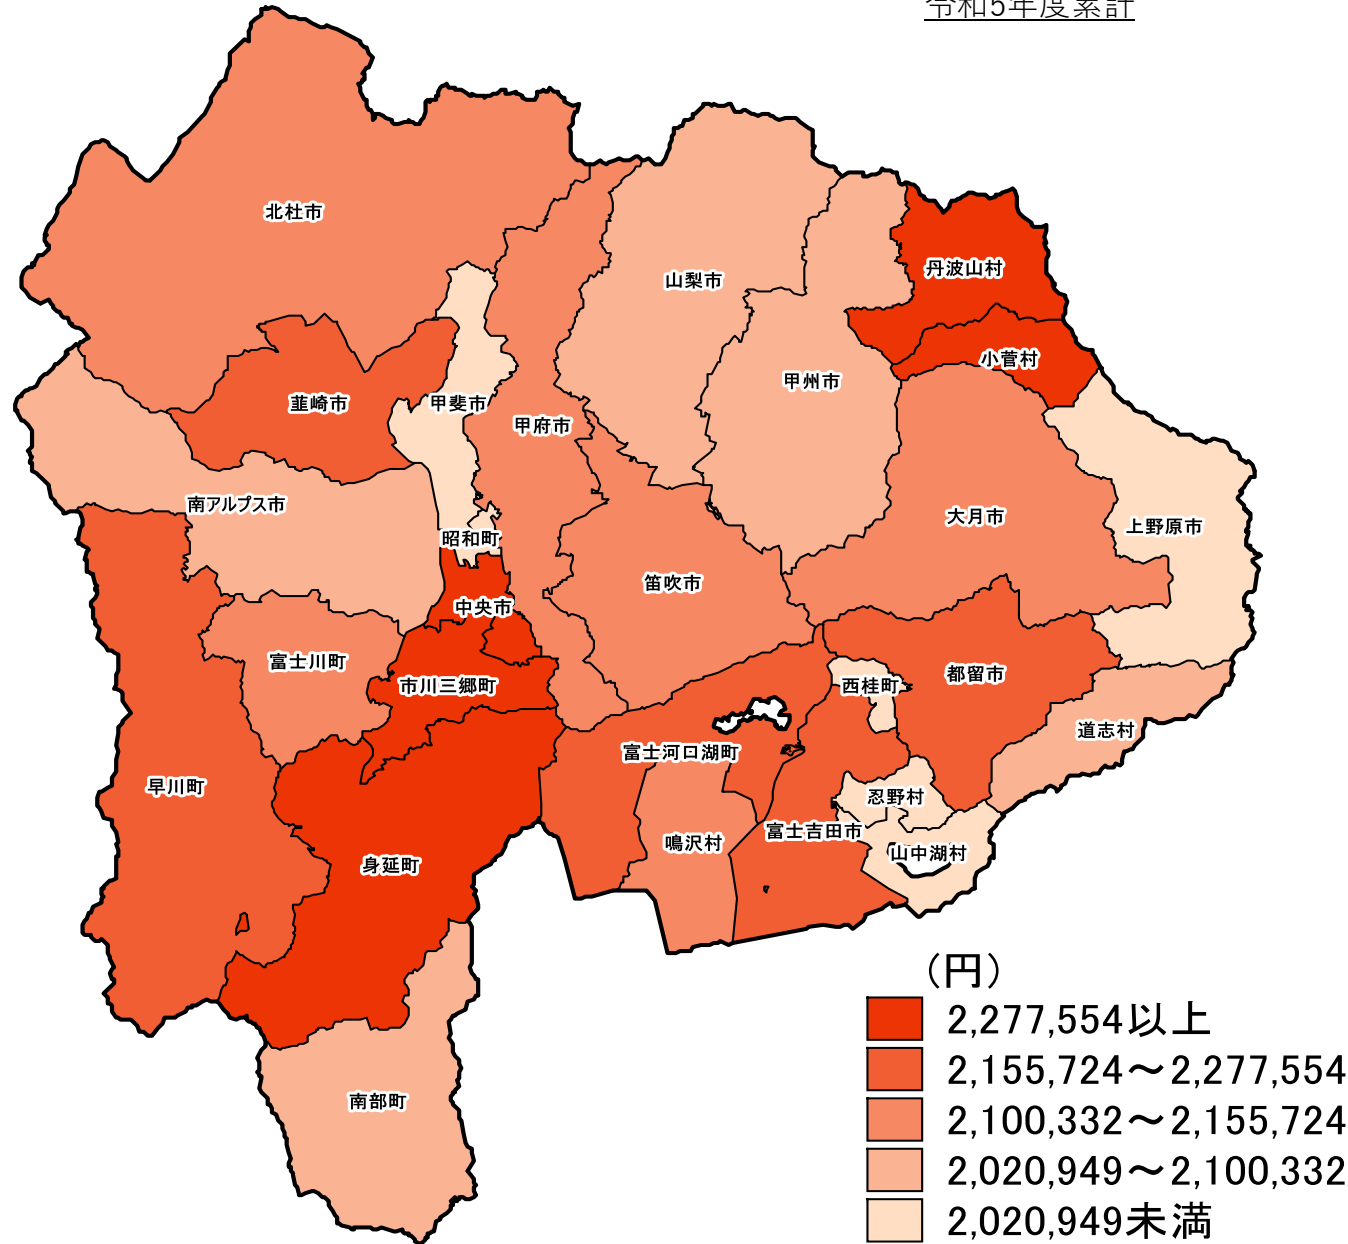 令和5年度累計
北杜市
丹波山村
山梨市
小菅村
甲州市
韮崎市
甲斐市
甲府市
南アルプス市
大月市
上野原市
昭和町
笛吹市
中央市
富士川町
都留市
市川三郷町
西桂町
道志村
富士河口湖町
早川町
忍野村
富士吉田市
鳴沢村
山中湖村
身延町
南部町
(円)
2,277,554以上
2,155,724～2,277,554
2,100,332～2,155,724
2,020,949～2,100,332
2,020,949未満